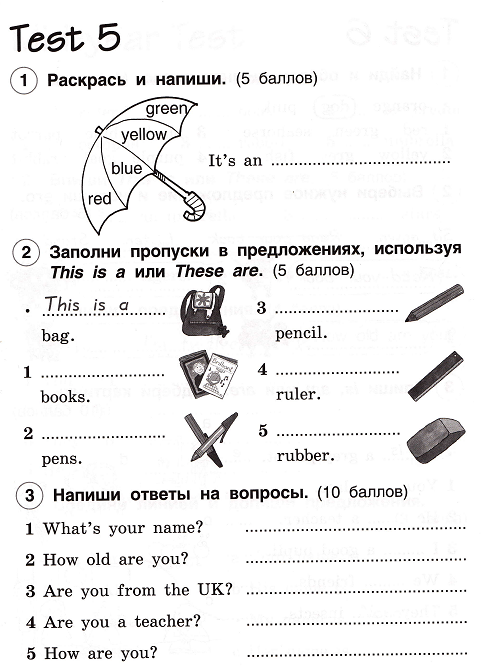 Test 5
1 Раскрась и напиши. (5 баллов)
green
yellow
blue
red
It's an ....................
2 Заполни пропуски в предложениях, используя
This is a или These are. (5 баллов)
• This is a
bag.
1 ....................
books.
2 ....................
pens.
3 ....................
pencil.
4 ....................
ruler.
5 ....................
rubber.
3 Напиши ответы на вопросы. (10 баллов)
1 What's your name? ....................
2 How old are you? ....................
3 Are you from the UK? ....................
4 Are you a teacher? ....................
5 How are you? ....................